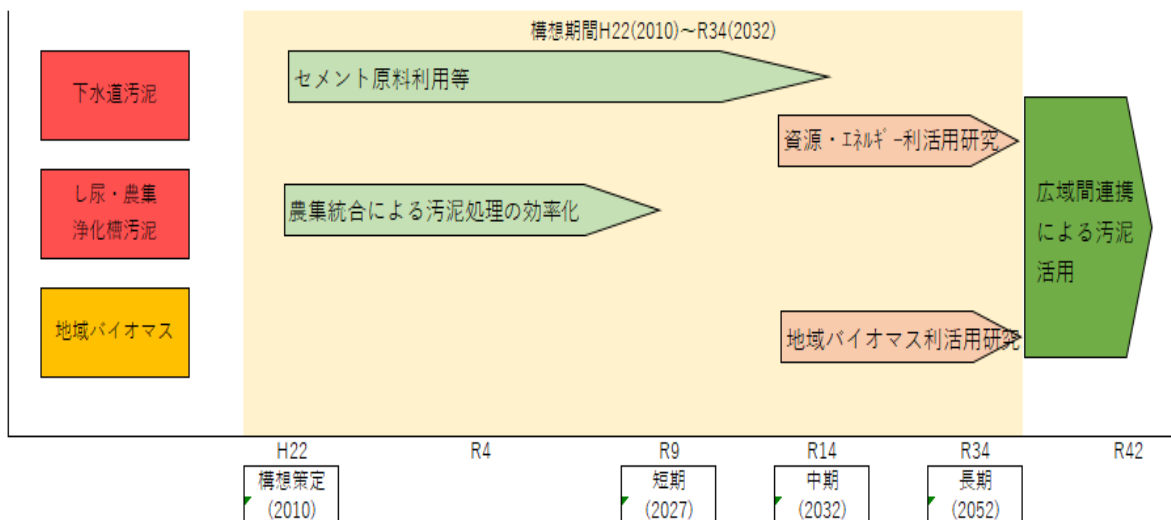 構想期間H22(2010)～R34(2032)
下水道汚泥
セメント原料利用等
資源・ｴﾈﾙｷﾞｰ利活用研究
し尿・農集
浄化槽汚泥
農集統合による汚泥処理の効率化
広域間連携
による汚泥
活用
地域バイオマス
地域バイオマス利活用研究
H22
R4
R9
R14
R34
R42
構想策定
(2010)
短期
(2027)
中期
(2032)
長期
(2052)